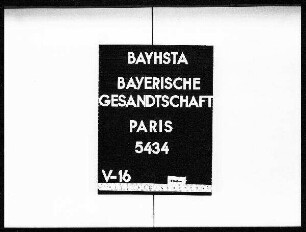 BAYHSTA
BAYERISCHE
GESANDTSCHAFT
PARIS
5434
V-16